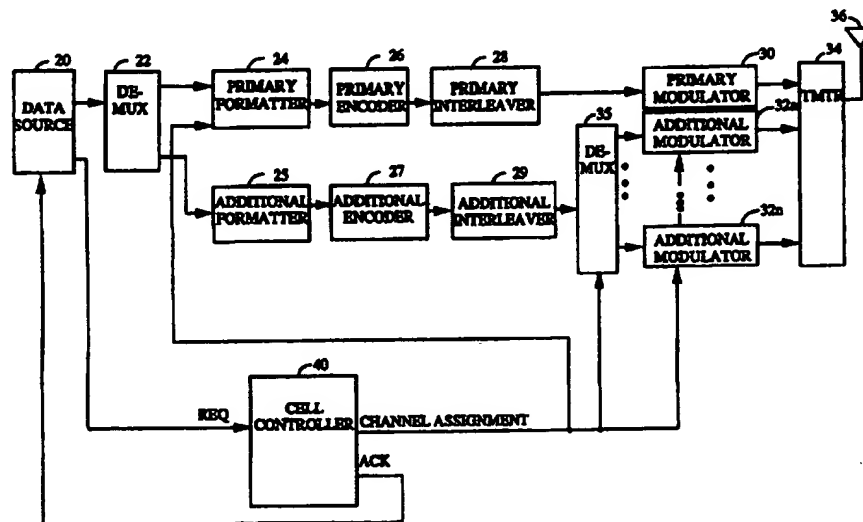 20
22
24
26
28
30
34
36
DATA
SOURCE
DE-
MUX
PRIMARY
FORMATTER
PRIMARY
ENCODER
PRIMARY
INTERLEAVER
PRIMARY
MODULATOR
TMTR
32a
35
ADDITIONAL
MODULATOR
DE-
MUX
25
27
29
ADDITIONAL
FORMATTER
ADDITIONAL
ENCODER
ADDITIONAL
INTERLEAVER
32n
ADDITIONAL
MODULATOR
40
REQ
CELL
CONTROLLER
CHANNEL ASSIGNMENT
ACK